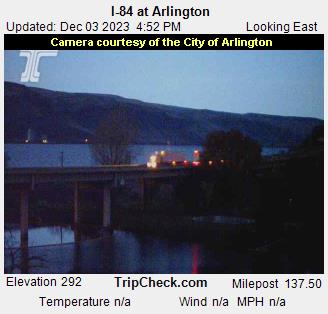 I-84 at Arlington
Updated: Dec 03 2023 4:52 PM Looking East
Camera courtesy of the City of Arlington
Elevation 292 TripCheck.com Milepost 137.50
Temperature n/a Wind n/a MPH n/a